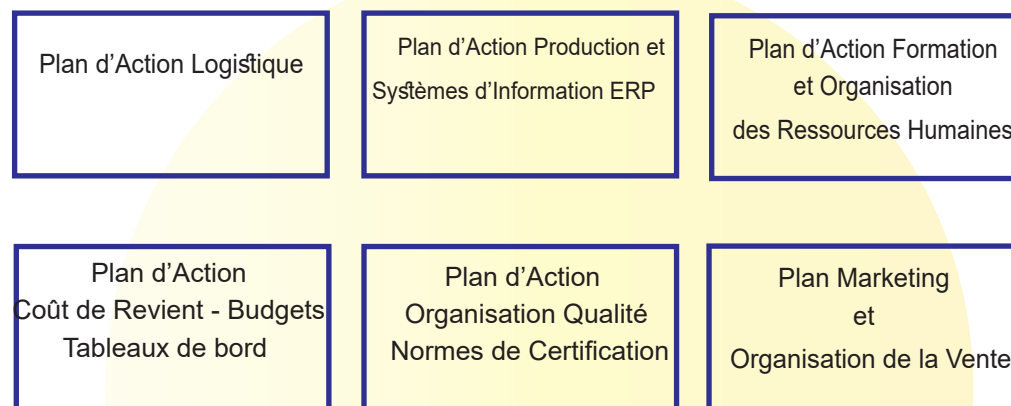 Plan d’Action Logistique
Plan d’Action Production et
Systèmes d’Information ERP
Plan d’Action Formation
et Organisation
des Ressources Humaines
Plan d’Action
Coût de Revient - Budgets
Tableaux de bord
Plan d’Action
Organisation Qualité
Normes de Certification
Plan Marketing
et
Organisation de la Vente